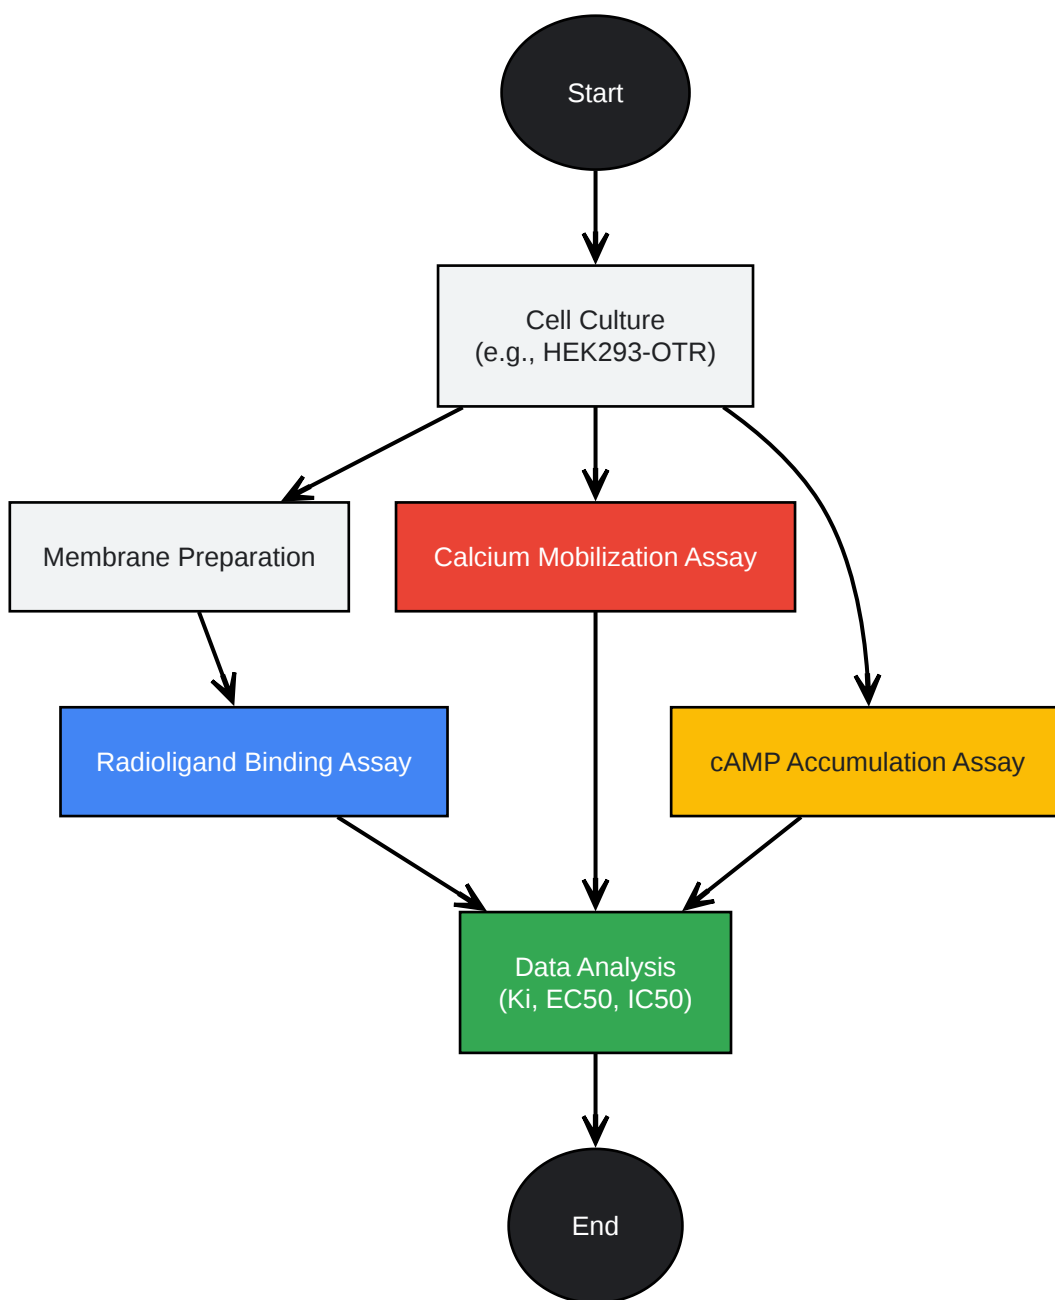 Start
Cell Culture
(e.g., HEK293-OTR)
Membrane Preparation
Calcium Mobilization Assay
Radioligand Binding Assay
cAMP Accumulation Assay
Data Analysis
(Ki, EC50, IC50)
End